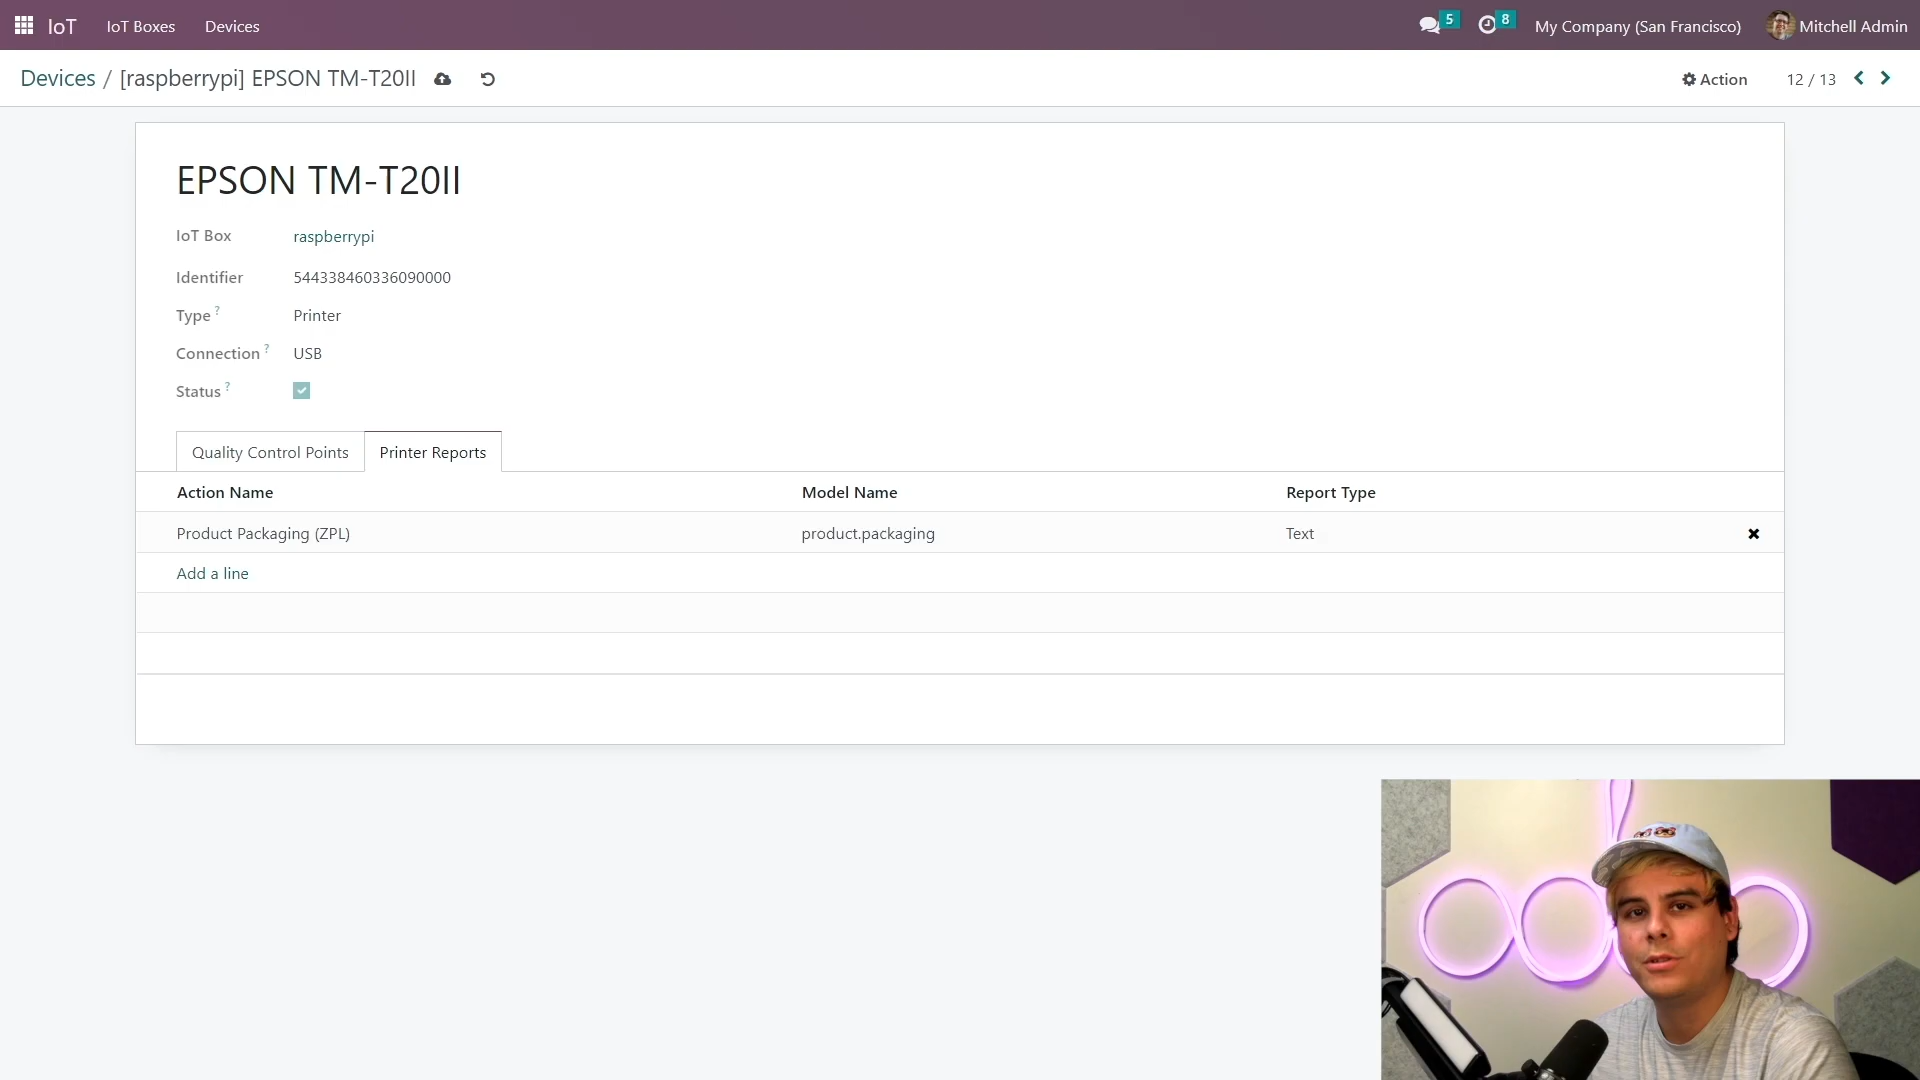 IoT
IoT Boxes
Devices
5
8
My Company (San Francisco)
Mitchell Admin
Devices / [raspberrypi] EPSON TM-T20II
Action
12 / 13
EPSON TM-T20II
IoT Box raspberrypi
Identifier 544338460336090000
Type ? Printer
Connection ? USB
Status ?
Quality Control Points
Printer Reports
Action Name Model Name Report Type
Product Packaging (ZPL) product.packaging Text
Add a line
odoo